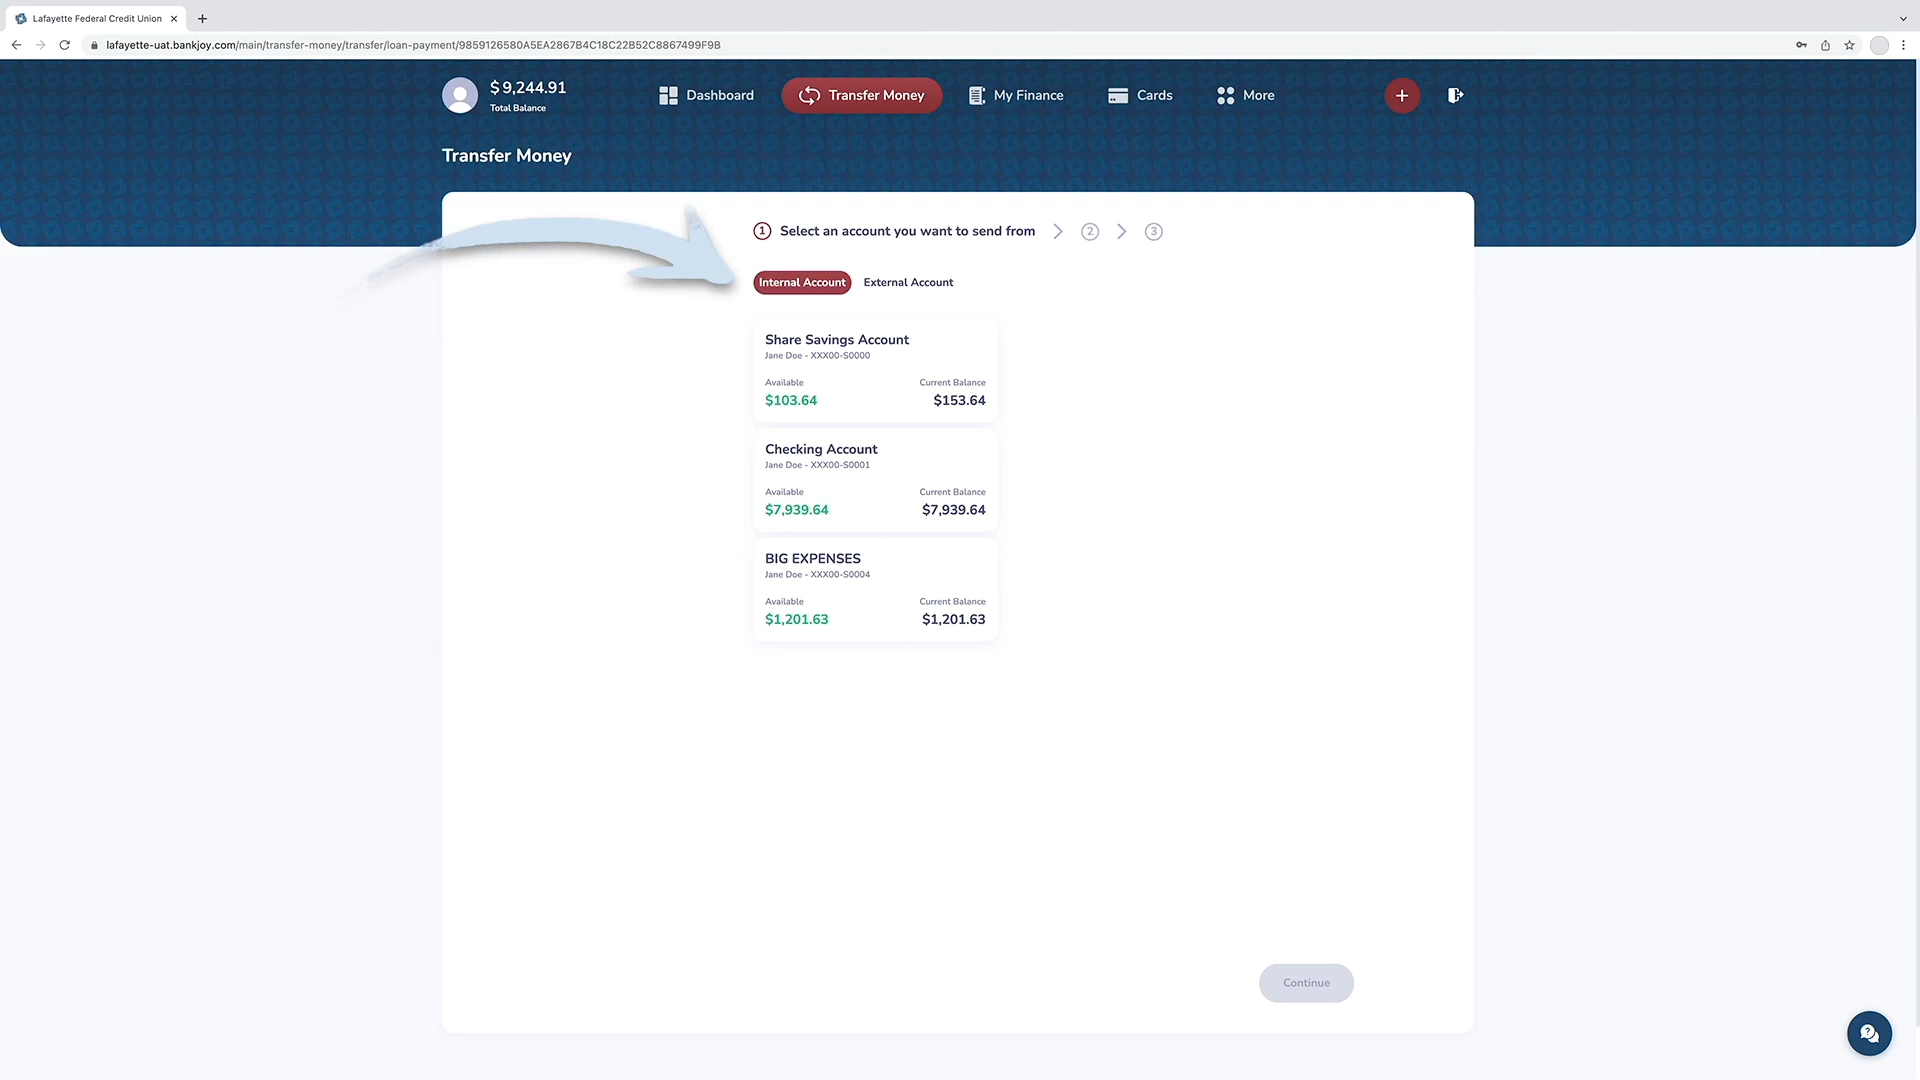 Lafayette Federal Credit Union
lafayette-uat.bankjoy.com/main/transfer-money/transfer/loan-payment/9859126580A5EA2867B4C18C22B52C8867499F9B
$ 9,244.91
Total Balance
Dashboard
Transfer Money
My Finance
Cards
More
Transfer Money
1 Select an account you want to send from 2 3
Internal Account External Account
Share Savings Account
Jane Doe - XXX00-S0000
Available Current Balance
$103.64 $153.64
Checking Account
Jane Doe - XXX00-S0001
Available Current Balance
$7,939.64 $7,939.64
BIG EXPENSES
Jane Doe - XXX00-S0004
Available Current Balance
$1,201.63 $1,201.63
Continue